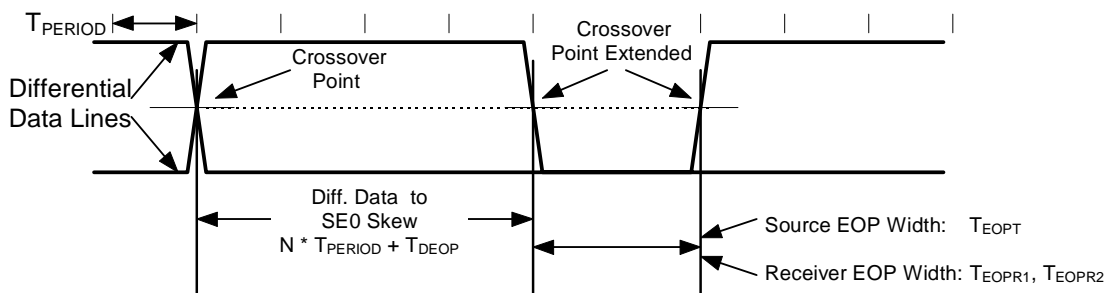 TPERIOD
Differential
Data Lines
Crossover
Point
Crossover
Point Extended
Diff. Data to
SE0 Skew
N * TPERIOD + TDEOP
Source EOP Width: TEOPT
Receiver EOP Width: TEOPR1, TEOPR2